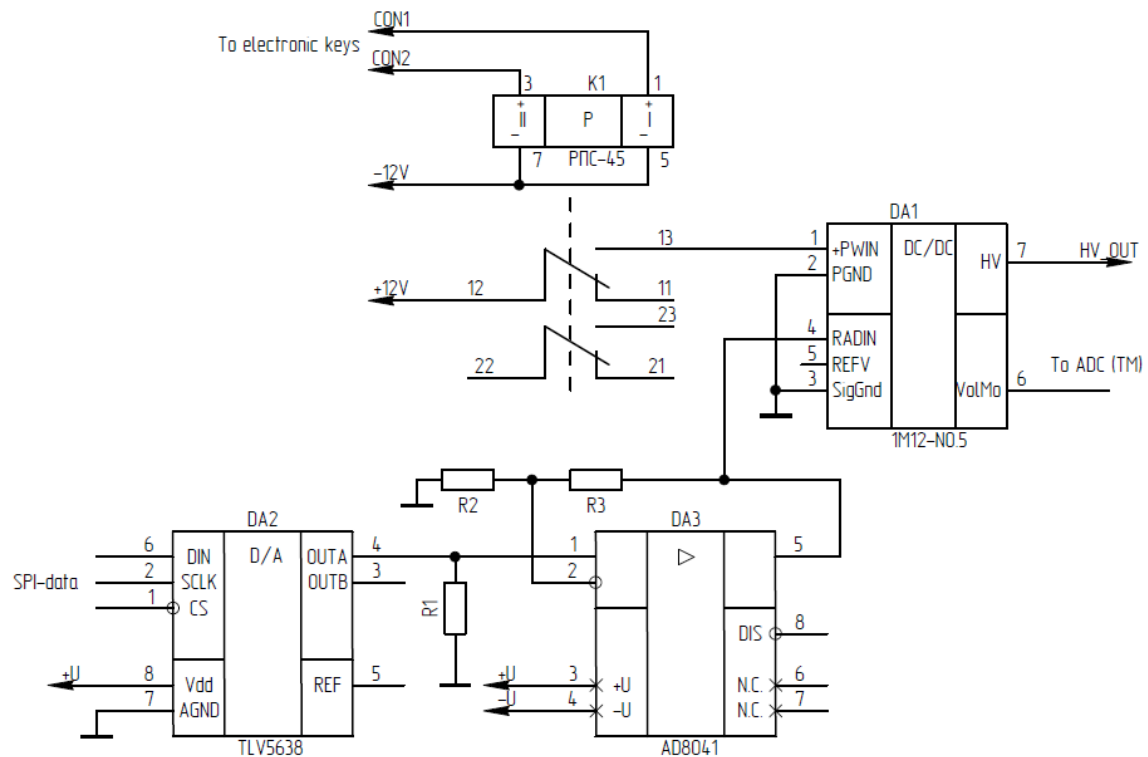 CON1
To electronic keys
CON2
3 K1 1
+ II − P + I −
РПС-45
7 5
-12V
DA1
13 1 +PWIN DC/DC HV 7 HV_OUT
2 PGND
+12V 12 11
23
4 RADIN
5 REFV
22 21 3 SigGnd VolMo 6 To ADC (TM)
1M12-N0.5
R2 R3
DA2 DA3
6 DIN D/A OUTA 4 1 ▷ 5
SPI-data 2 SCLK OUTB 3 2
1 CS R1
DIS 8
+U 8 Vdd REF 5 +U 3 +U N.C. 6
7 AGND -U 4 -U N.C. 7
TLV5638 AD8041